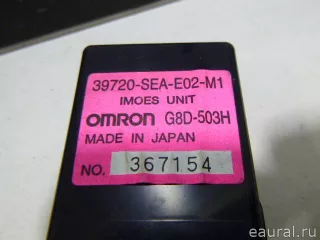 39720-SEA-E02-M1
IMOES UNIT
OMRON G8D-503H
MADE IN JAPAN
NO. 367154
eaural.ru